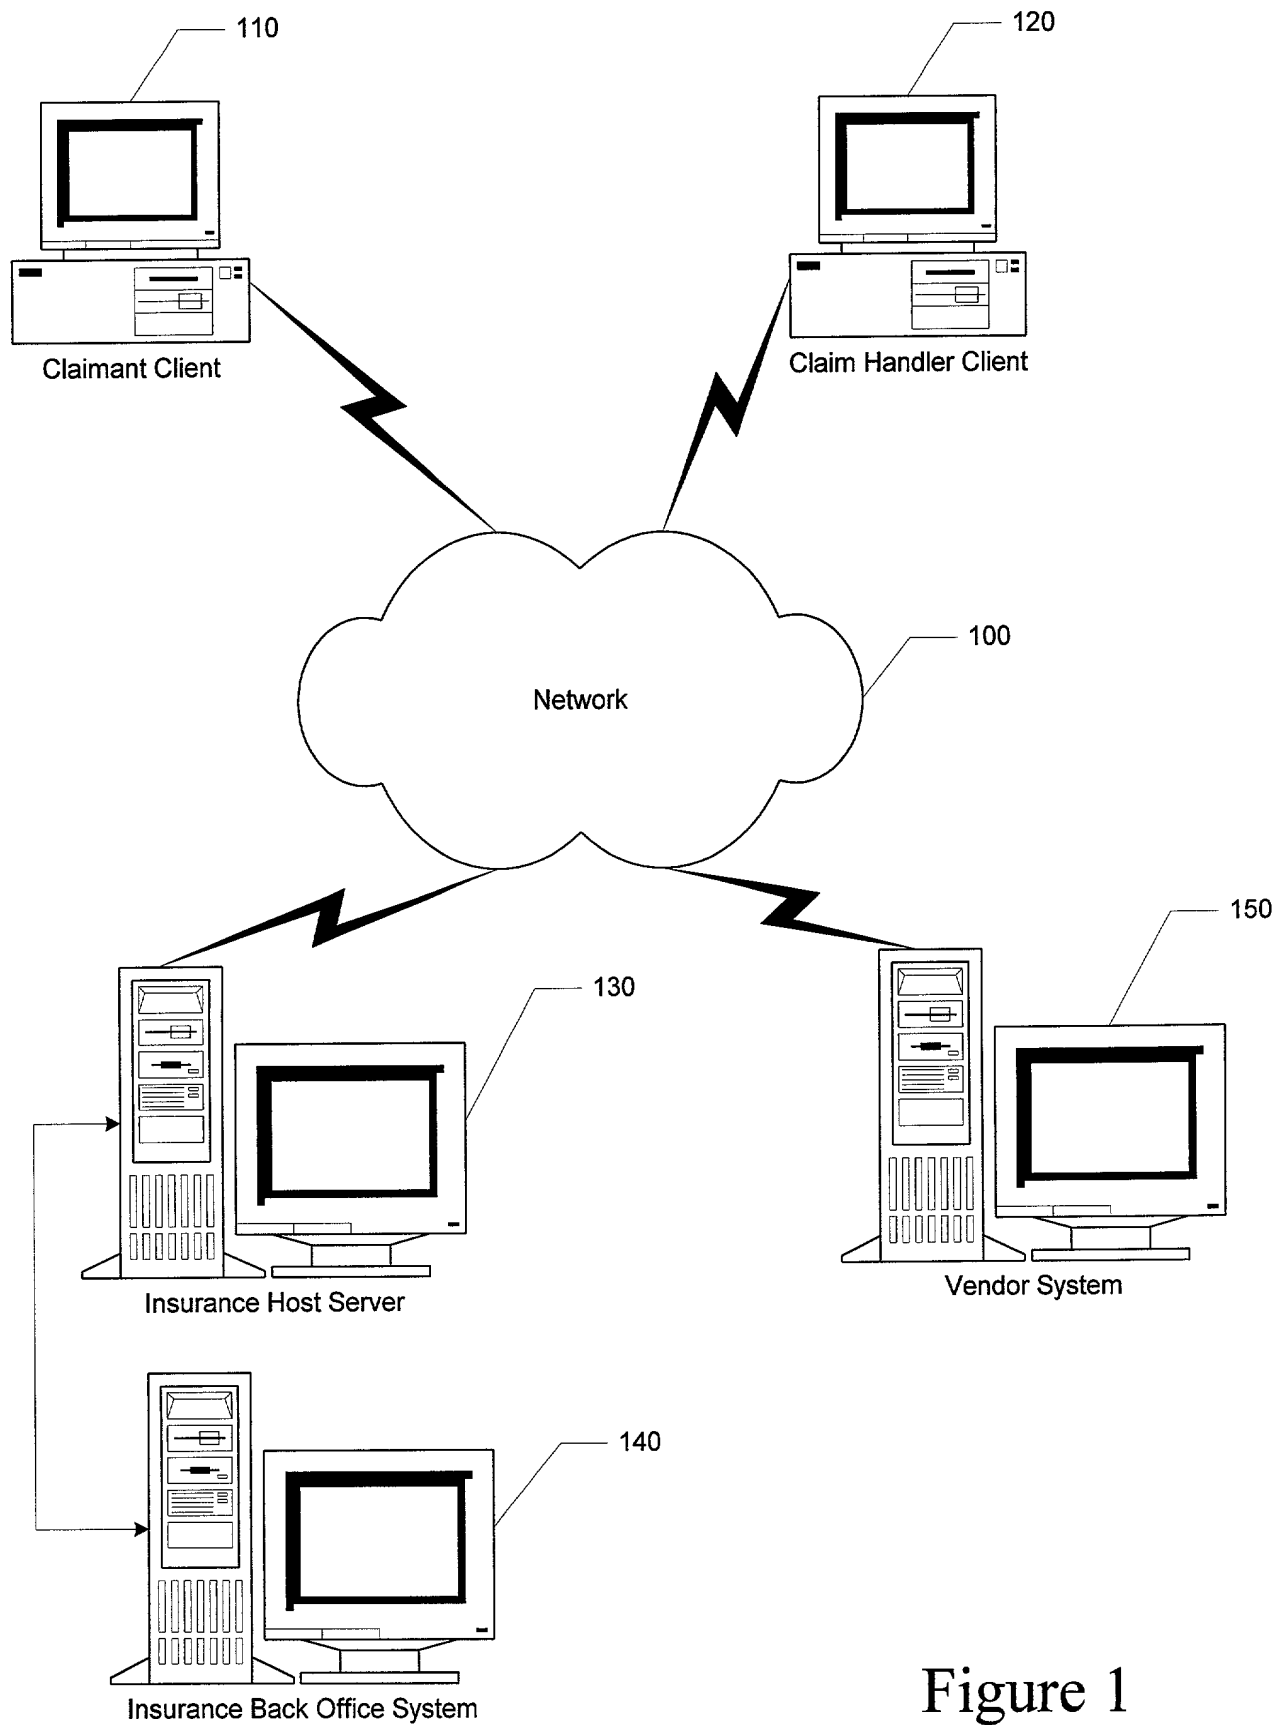 110
120
Claimant Client
Claim Handler Client
100
Network
150
130
Vendor System
Insurance Host Server
140
Insurance Back Office System
Figure 1